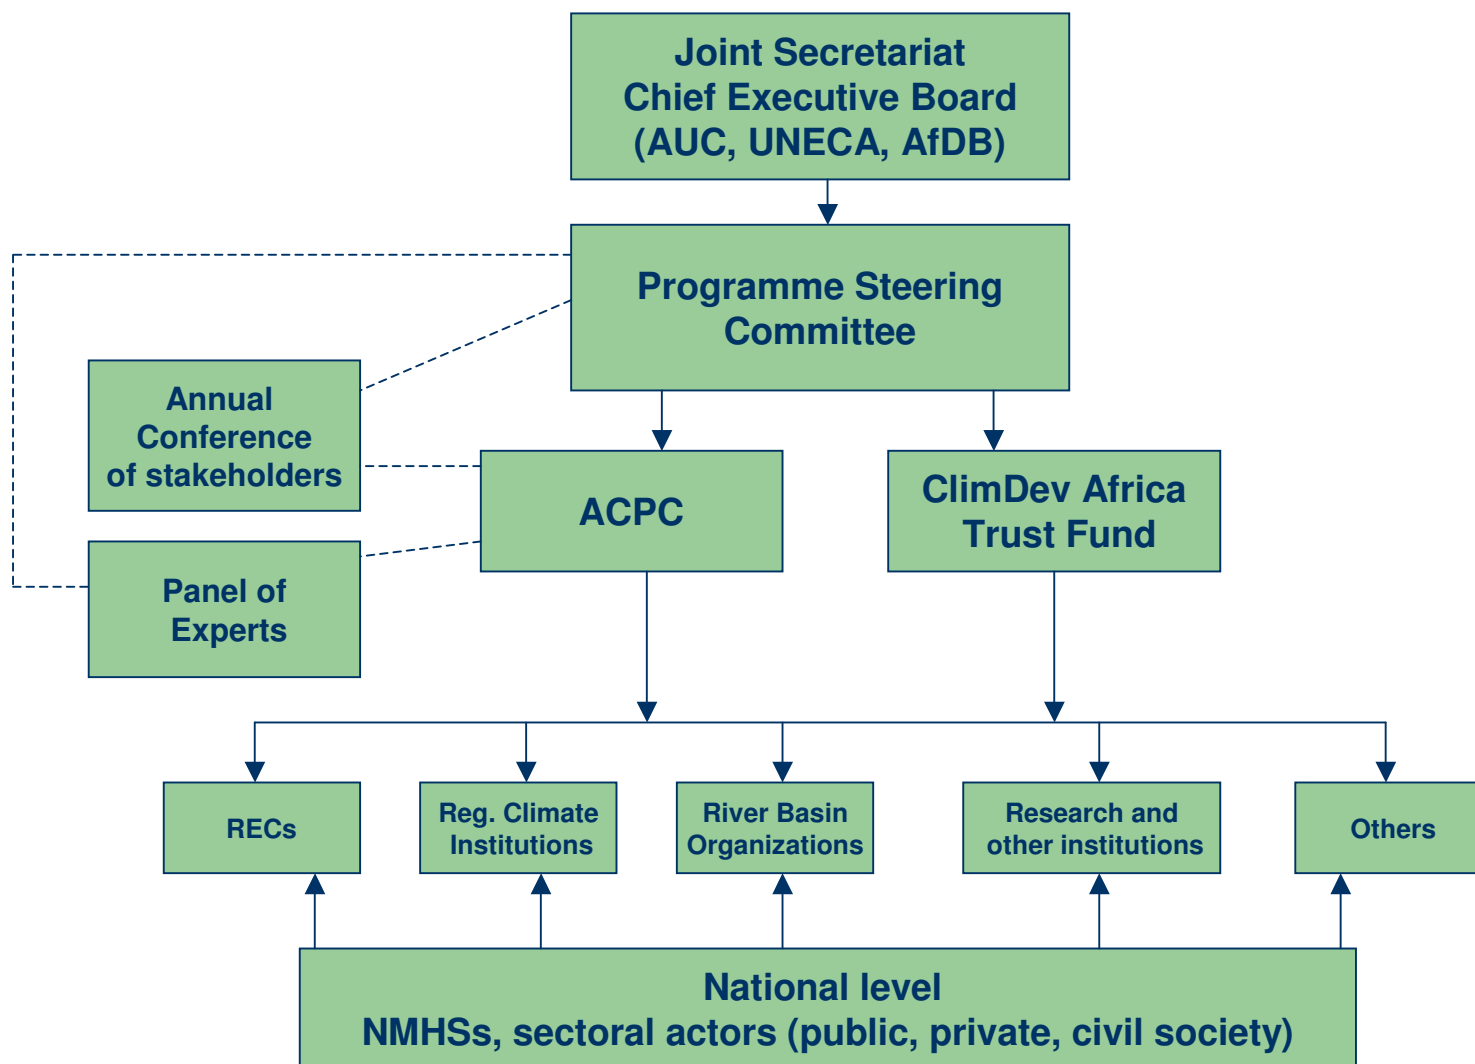 Joint Secretariat
Chief Executive Board
(AUC, UNECA, AfDB)
Programme Steering
Committee
Annual
Conference
of stakeholders
ACPC
ClimDev Africa
Trust Fund
Panel of
Experts
RECs
Reg. Climate
Institutions
River Basin
Organizations
Research and
other institutions
Others
National level
NMHSs, sectoral actors (public, private, civil society)